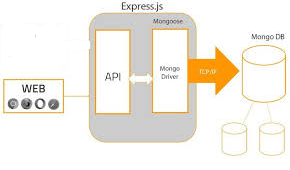 Express.js
Mongoose
Mongo DB
API
Mongo
Driver
TCP/IP
WEB